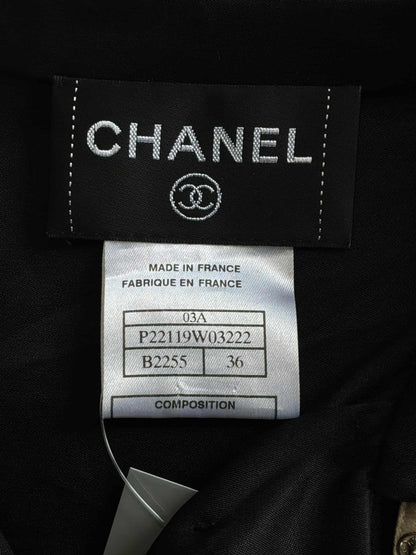 CHANEL
MADE IN FRANCE
FABRIQUE EN FRANCE
03A
P22119W03222
B2255 36
COMPOSITION